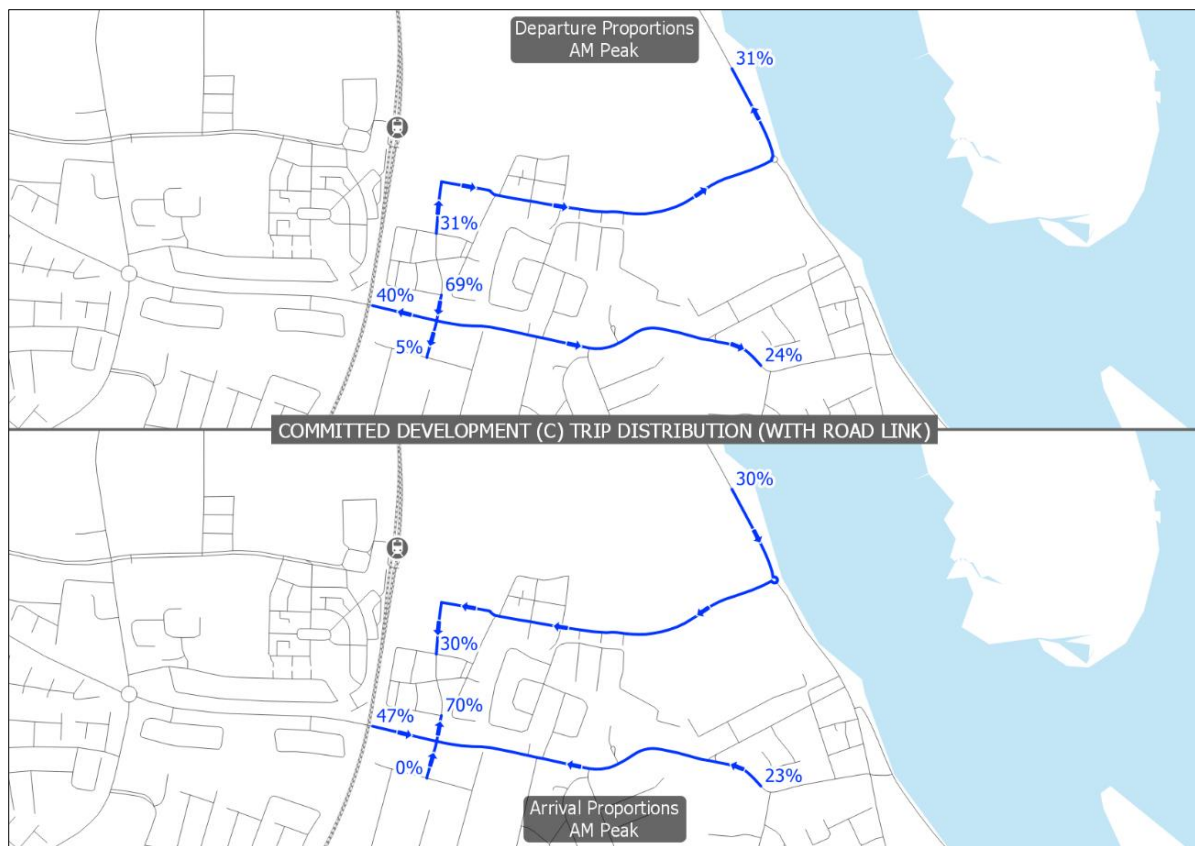 Departure Proportions
AM Peak
31%
31%
69%
40%
5%
24%
COMMITTED DEVELOPMENT (C) TRIP DISTRIBUTION (WITH ROAD LINK)
30%
30%
70%
47%
0%
23%
Arrival Proportions
AM Peak